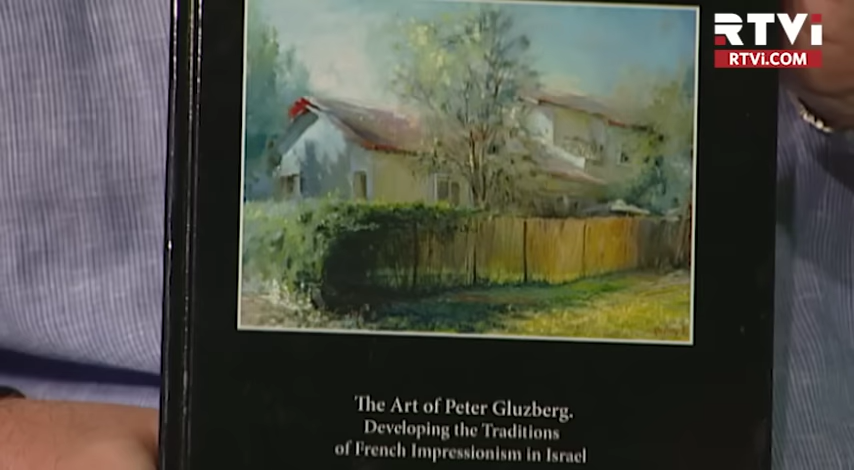 RTVi
RTVi.COM
The Art of Peter Gluzberg.
Developing the Traditions
of French Impressionism in Israel